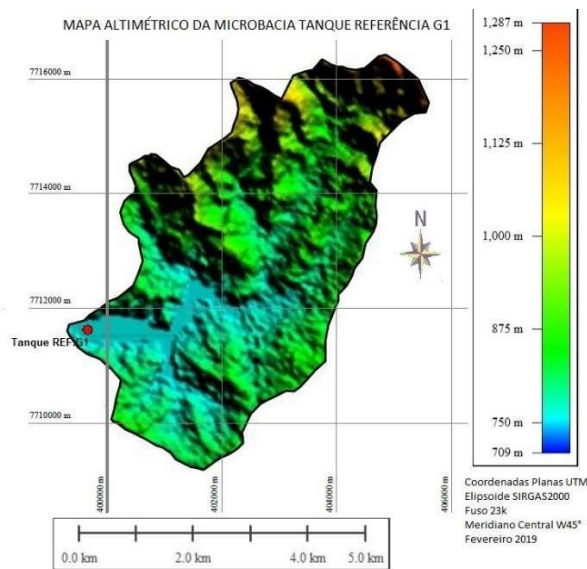 MAPA ALTIMÉTRICO DA MICROBACIA TANQUE REFERÊNCIA G1
1,287 m
1,250 m
1,125 m
1,000 m
875 m
750 m
709 m
7716000 m
7714000 m
7712000 m
7710000 m
N
Tanque REF.G1
400000 m
402000 m
404000 m
406000 m
0.0 km
2.0 km
4.0 km
5.0 km
Coordenadas Planas UTM
Elipsoide SIRGAS2000
Fuso 23k
Meridiano Central W45°
Fevereiro 2019